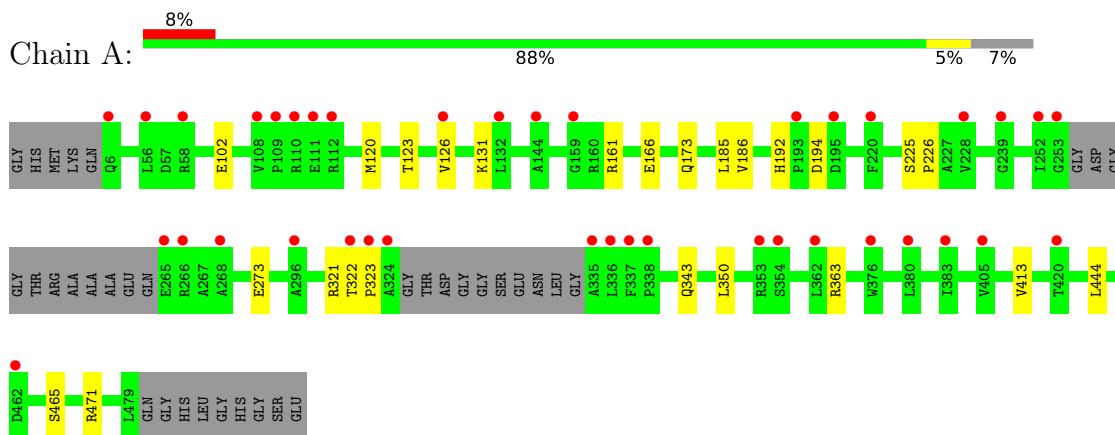 8%
Chain A:
88% 5% 7%
GLY HIS MET LYS GLN Q6 L56 D57 R58 E102 V108 P109 R110 E111 R112 M120 T123 V126 K131 L132 A144 G159 R160 R161 E166 Q173 L185 V186 H192 P193 D194 D195 F220 S225 P226 A227 V228 G239 I252 G253 GLY ASP GLY
GLY THR ARG ALA ALA ALA GLU GLN E265 R266 A267 A268 E273 A296 R321 T322 P323 A324 GLY THR ASP GLY GLY SER GLU ASN LEU GLY A335 L336 F337 P338 Q343 L350 R353 S354 L362 R363 W376 L380 I383 V405 V413 T420 L444
D462 S465 R471 L479 GLN GLY HIS LEU GLY HIS GLY SER GLU